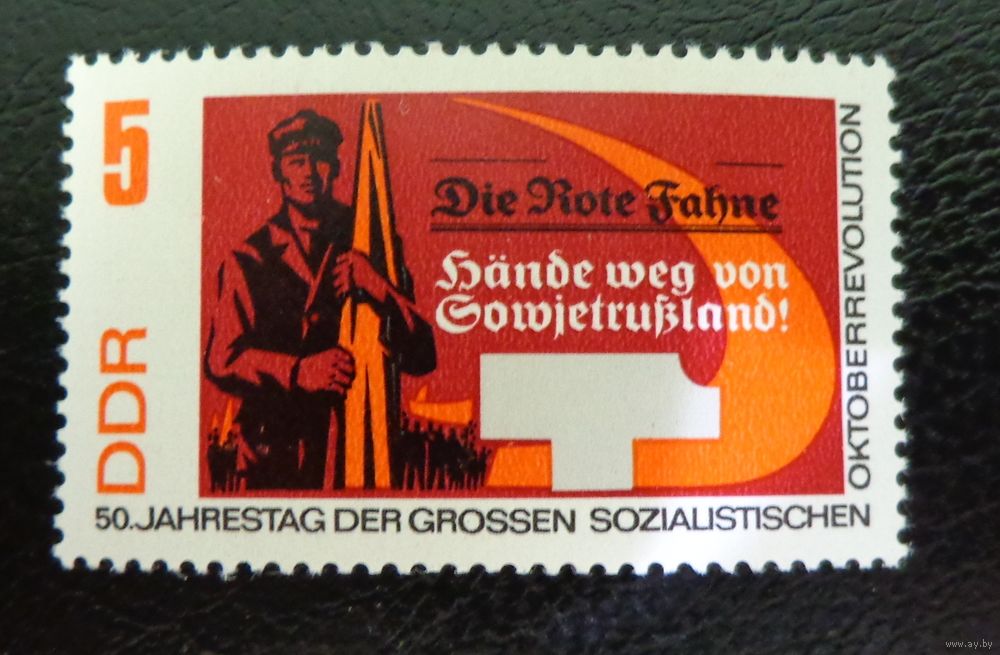 5
DDR
Die Rote Fahne
Hände weg von
Sowjetrußland!
50. JAHRESTAG DER GROSSEN SOZIALISTISCHEN
OKTOBERREVOLUTION
www.ay.by